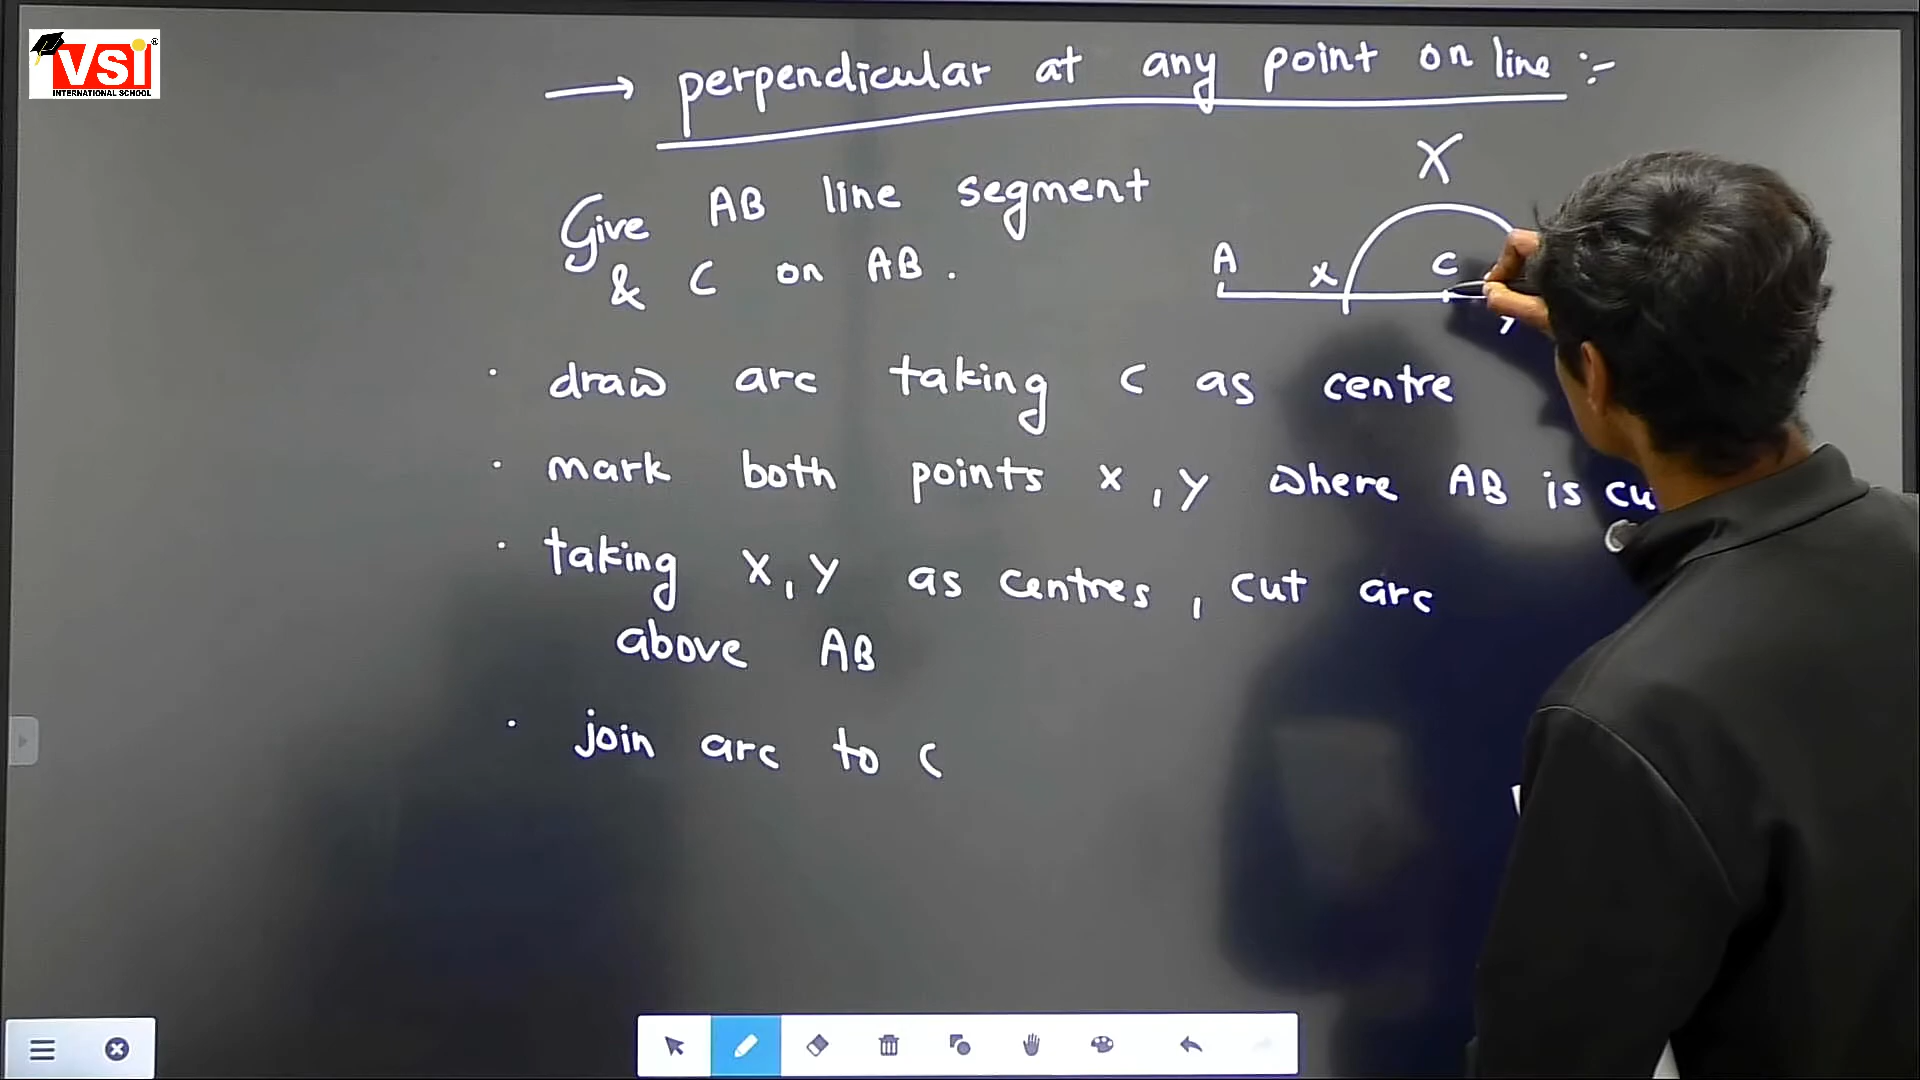 VSI
INTERNATIONAL SCHOOL
→ perpendicular at any point on line :-
Give AB line segment
& C on AB .
X
A x C
y
· draw arc taking C as centre
· mark both points x , y where AB is cu
· taking X, Y as centres , cut arc
above AB
· join arc to C